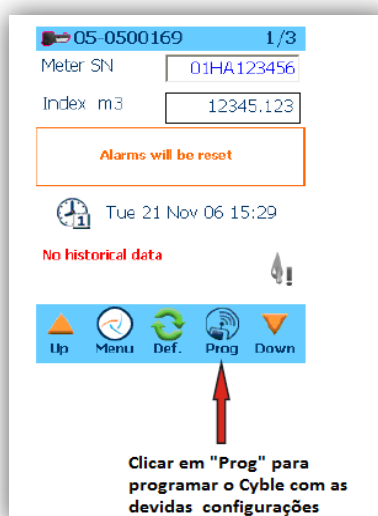 05-0500169 1/3
Meter SN 01HA123456
Index m3 12345.123
Alarms will be reset
1 Tue 21 Nov 06 15:29
No historical data
Up Menu Def. Prog Down
Clicar em "Prog" para
programar o Cyble com as
devidas configurações